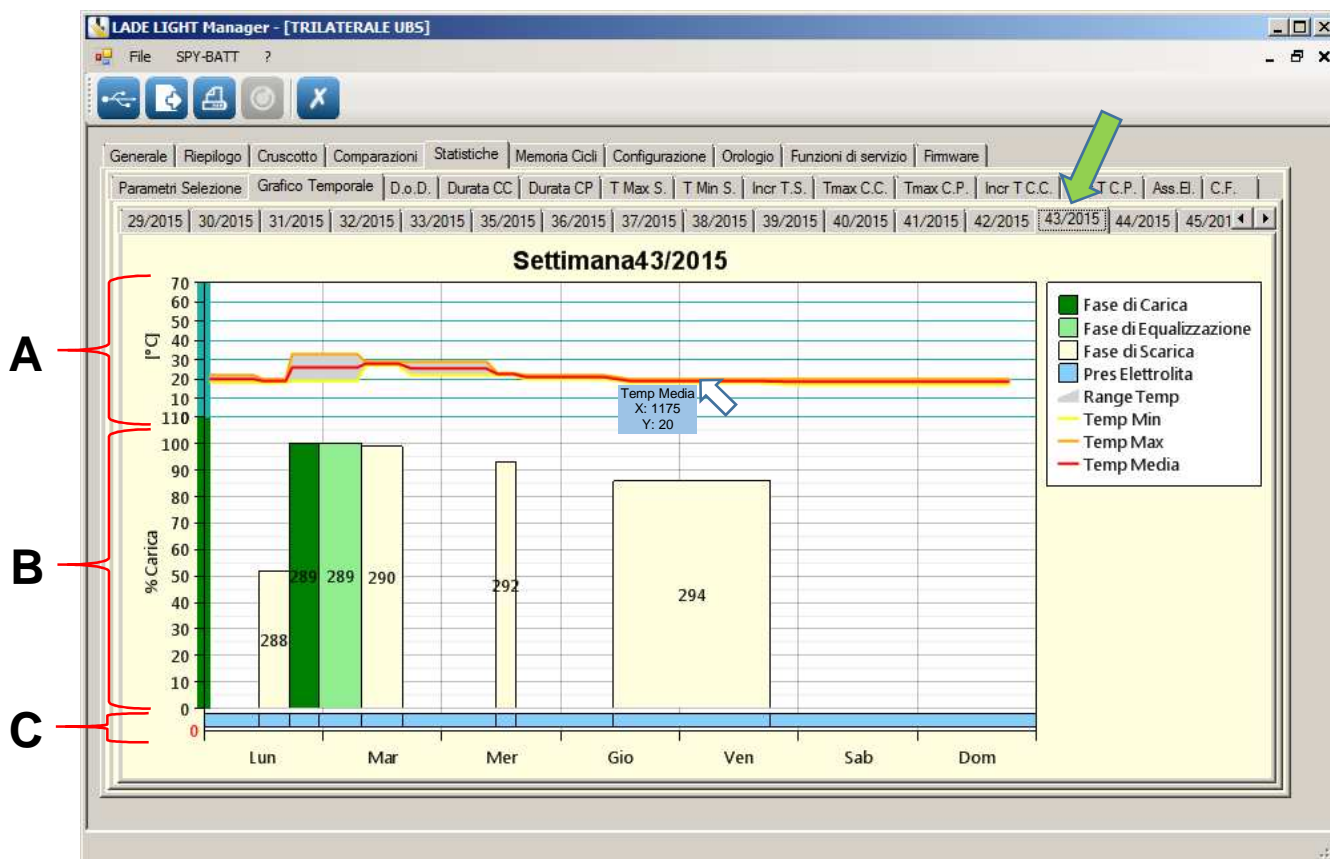 LADE LIGHT Manager - [TRILATERALE UBS]
File SPY-BATT ?
Generale Riepilogo Cruscotto Comparazioni Statistiche Memoria Cicli Configurazione Orologio Funzioni di servizio Firmware
Parametri Selezione Grafico Temporale D.o.D. Durata CC Durata CP T Max S. T Min S. Incr T.S. Tmax C.C. Tmax C.P. Incr T C.C. T C.P. Ass.El. C.F.
29/2015 30/2015 31/2015 32/2015 33/2015 35/2015 36/2015 37/2015 38/2015 39/2015 40/2015 41/2015 42/2015 43/2015 44/2015 45/201
Settimana43/2015
A
[°C]
70
60
50
40
30
20
10
110
Temp Media
X: 1175
Y: 20
B
% Carica
100
90
80
70
60
50
40
30
20
10
0
288
289
289
290
292
294
C
0
Lun Mar Mer Gio Ven Sab Dom
Fase di Carica
Fase di Equalizzazione
Fase di Scarica
Pres Elettrolita
Range Temp
Temp Min
Temp Max
Temp Media